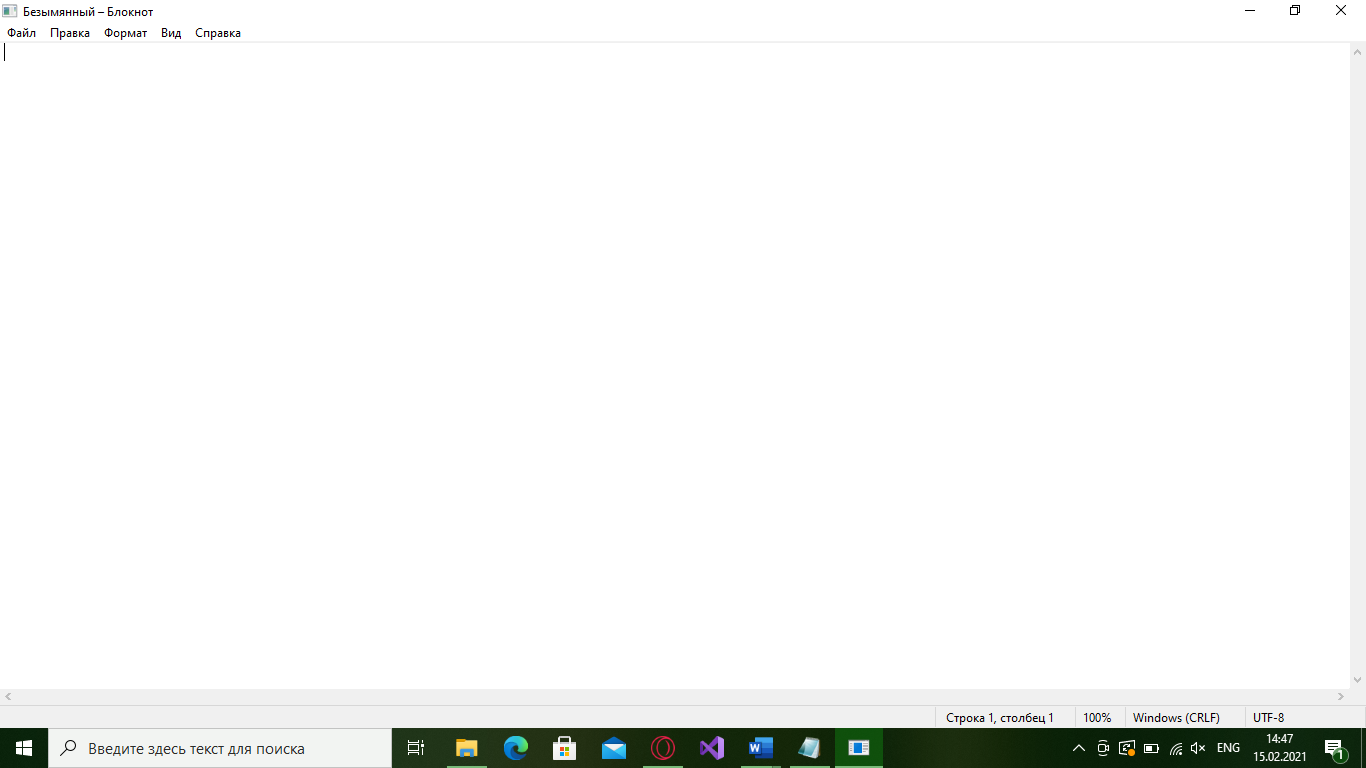 Безымянный – Блокнот
Файл Правка Формат Вид Справка
Строка 1, столбец 1 100% Windows (CRLF) UTF-8
Введите здесь текст для поиска
W
ENG
14:47
15.02.2021
1